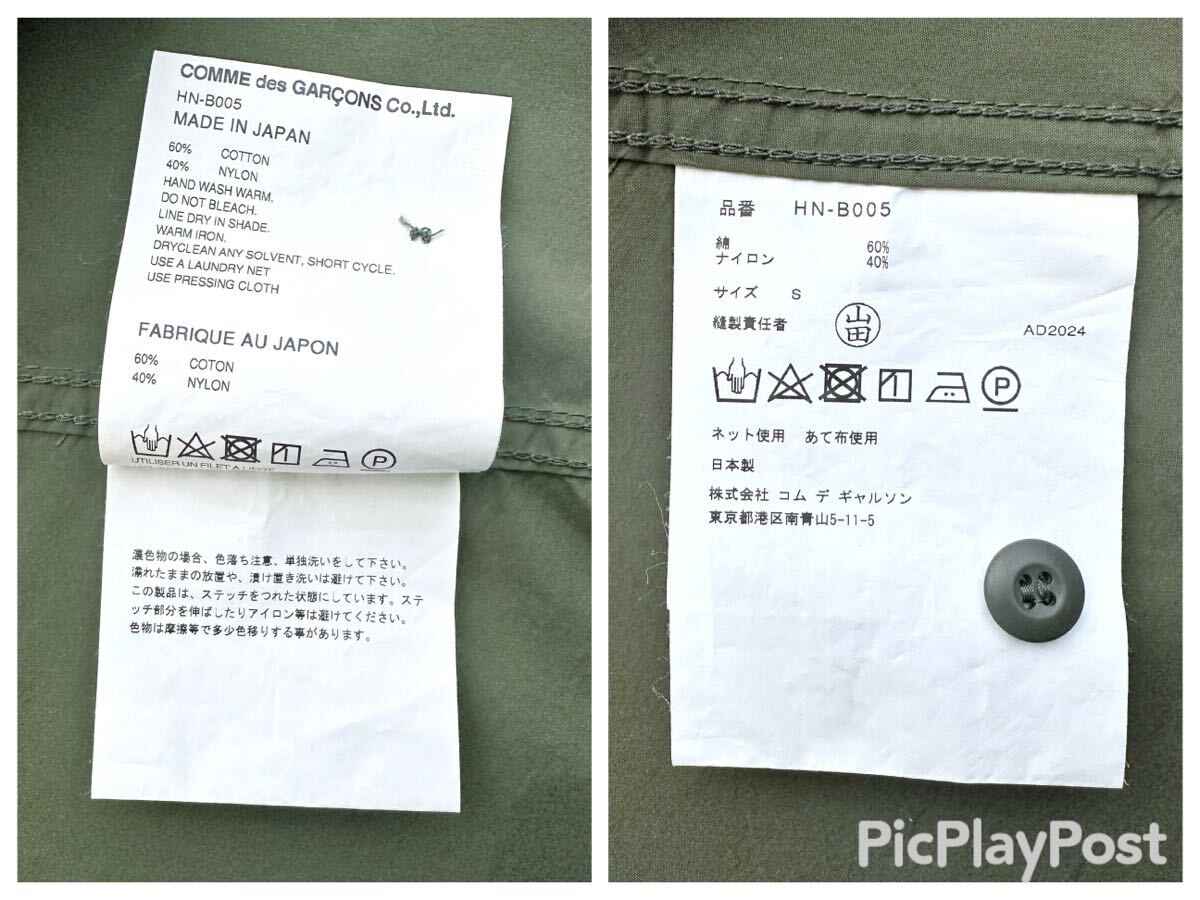 COMME des GARÇONS Co.,Ltd.
HN-B005
MADE IN JAPAN
60% COTTON
40% NYLON
HAND WASH WARM.
DO NOT BLEACH.
LINE DRY IN SHADE.
WARM IRON.
DRYCLEAN ANY SOLVENT, SHORT CYCLE.
USE A LAUNDRY NET
USE PRESSING CLOTH
FABRIQUE AU JAPON
60% COTON
40% NYLON
P
UTILISER UN FILET A LINGE
濃色物の場合、色落ち注意、単独洗いをして下さい。
濡れたままの放置や、漬け置き洗いは避けて下さい。
この製品は、ステッチをつれた状態にしています。ステ
ッチ部分を伸ばしたりアイロン等は避けてください。
色物は摩擦等で多少色移りする事があります。
品番 HN-B005
綿 60%
ナイロン 40%
サイズ S
縫製責任者 山田 AD2024
P
ネット使用 あて布使用
日本製
株式会社 コム デ ギャルソン
東京都港区南青山5-11-5
PicPlayPost